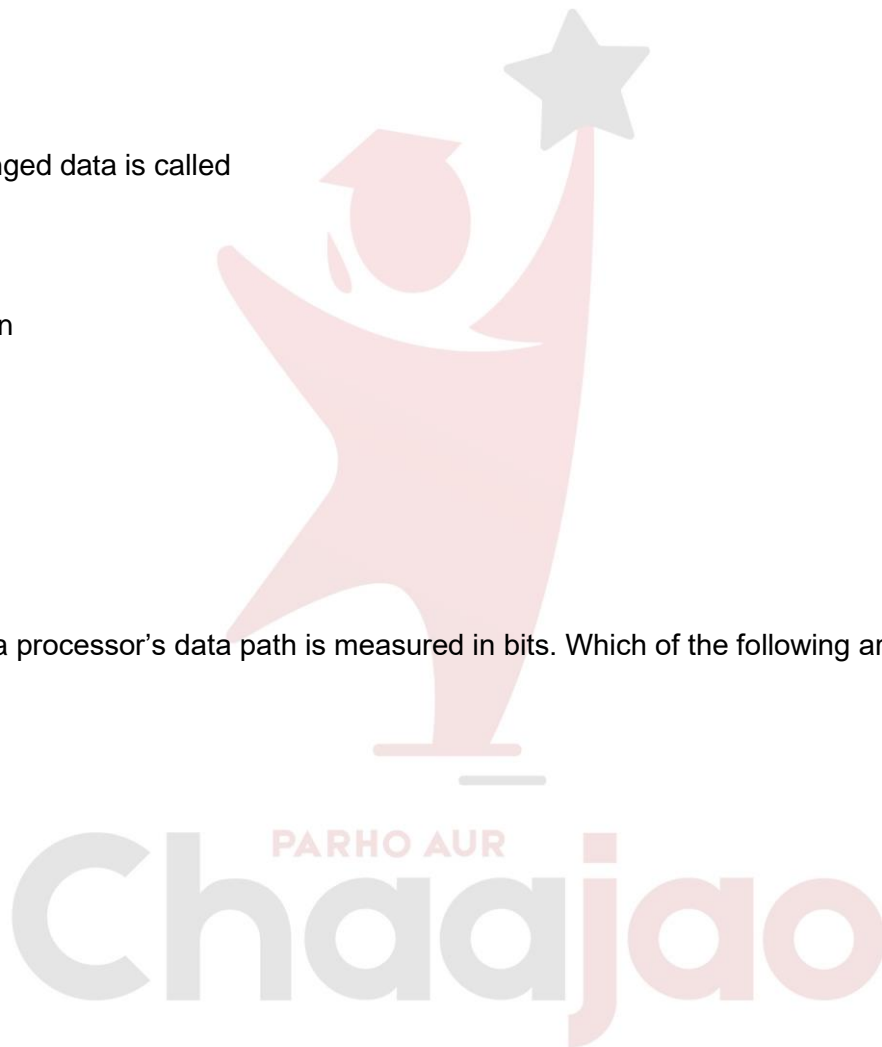 nged data is called
n
a processor’s data path is measured in bits. Which of the following ar
PARHO AUR
Chaajao